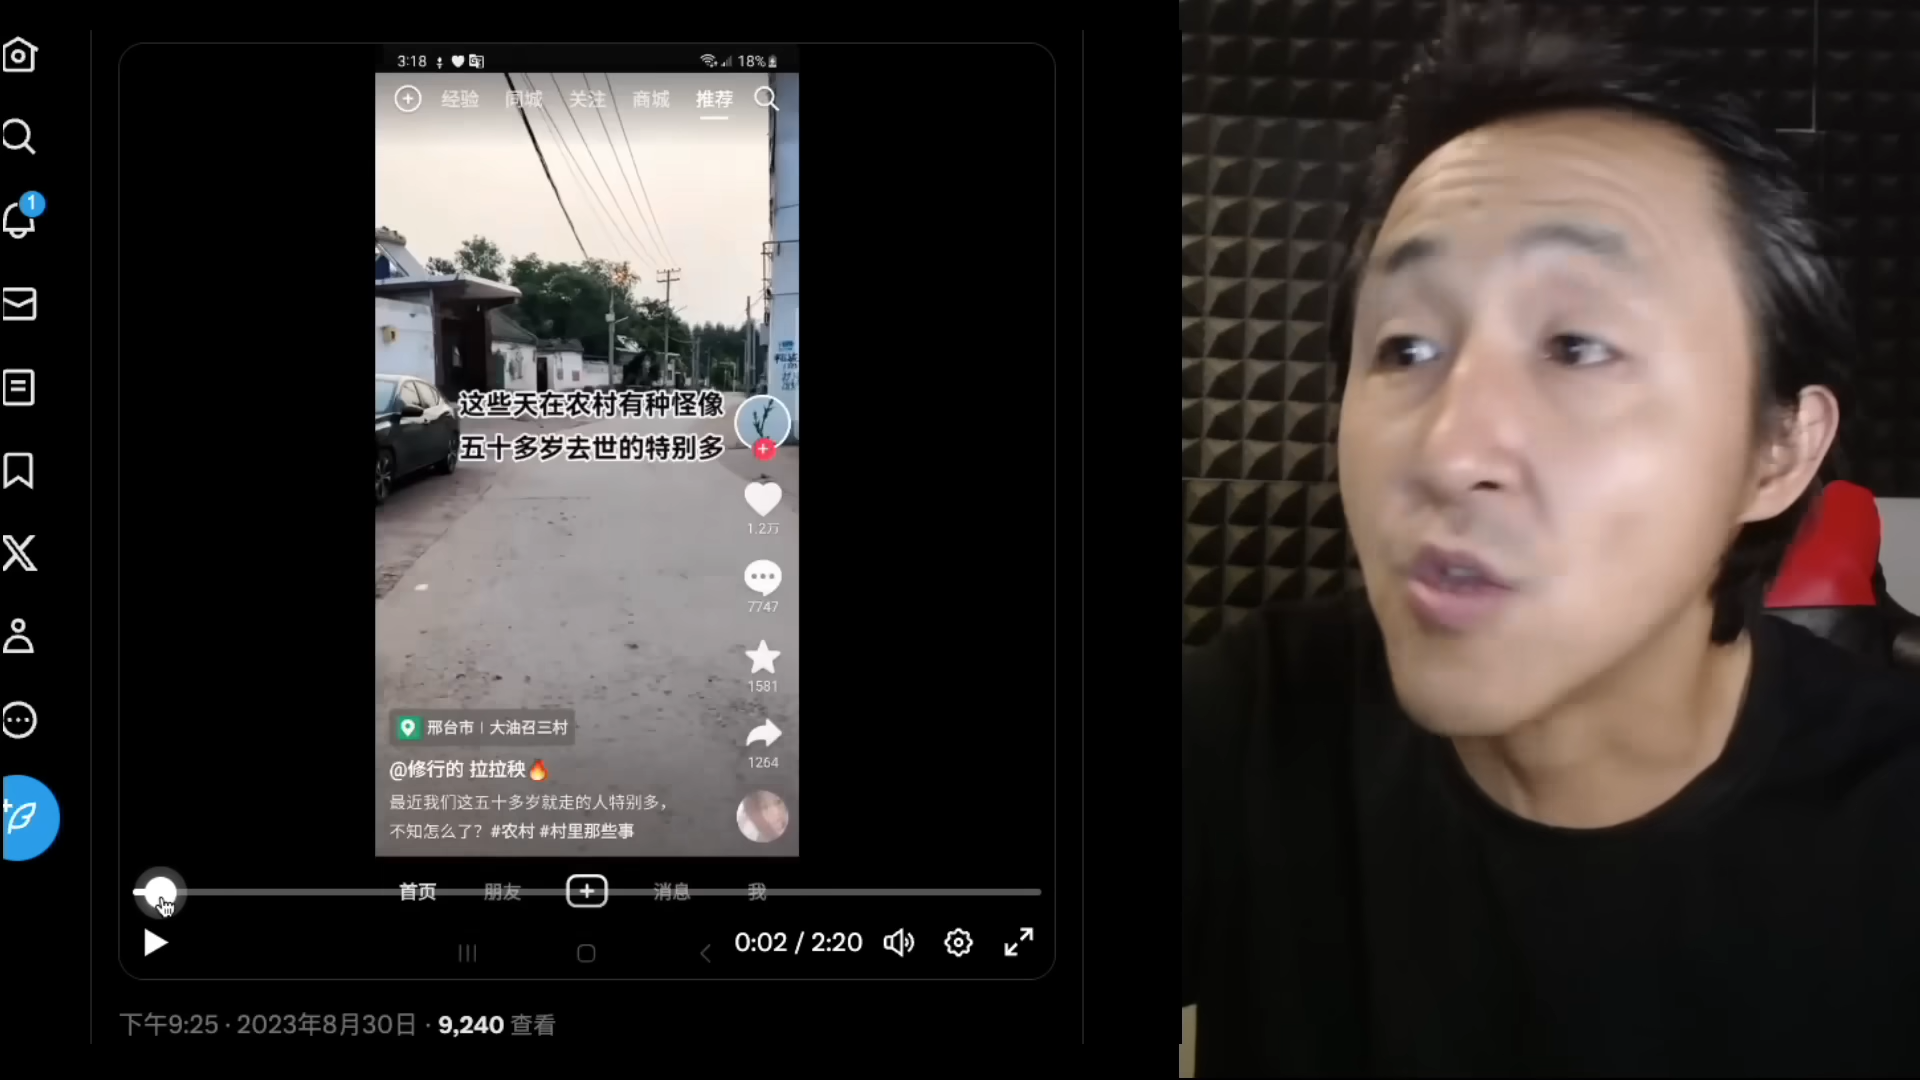 1
3:18
18%
经验 同城 关注 商城 推荐
这些天在农村有种怪像
五十多岁去世的特别多
1.2万
7747
1581
1264
邢台市 | 大油召三村
@修行的 拉拉秧
最近我们这五十多岁就走的人特别多，
不知怎么了？#农村 #村里那些事
首页 朋友 消息 我
0:02 / 2:20
下午9:25 · 2023年8月30日 · 9,240 查看